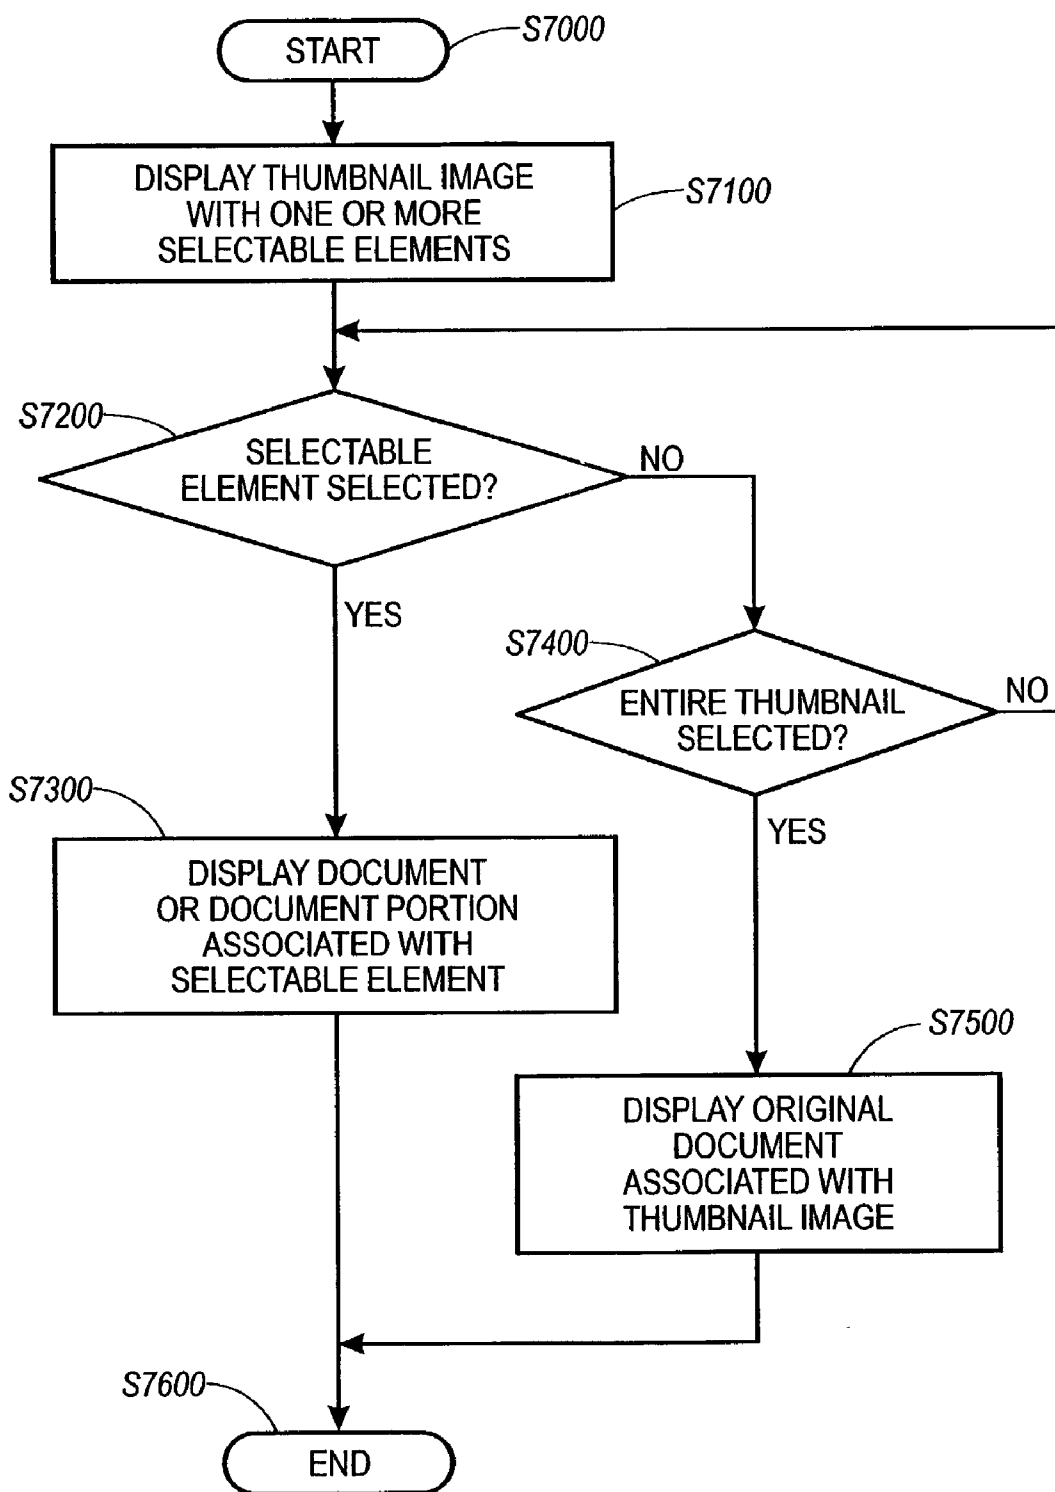 START
S7000
DISPLAY THUMBNAIL IMAGE
WITH ONE OR MORE
SELECTABLE ELEMENTS
S7100
S7200
SELECTABLE
ELEMENT SELECTED?
NO
YES
S7400
ENTIRE THUMBNAIL
SELECTED?
NO
YES
S7300
DISPLAY DOCUMENT
OR DOCUMENT PORTION
ASSOCIATED WITH
SELECTABLE ELEMENT
S7500
DISPLAY ORIGINAL
DOCUMENT
ASSOCIATED WITH
THUMBNAIL IMAGE
S7600
END